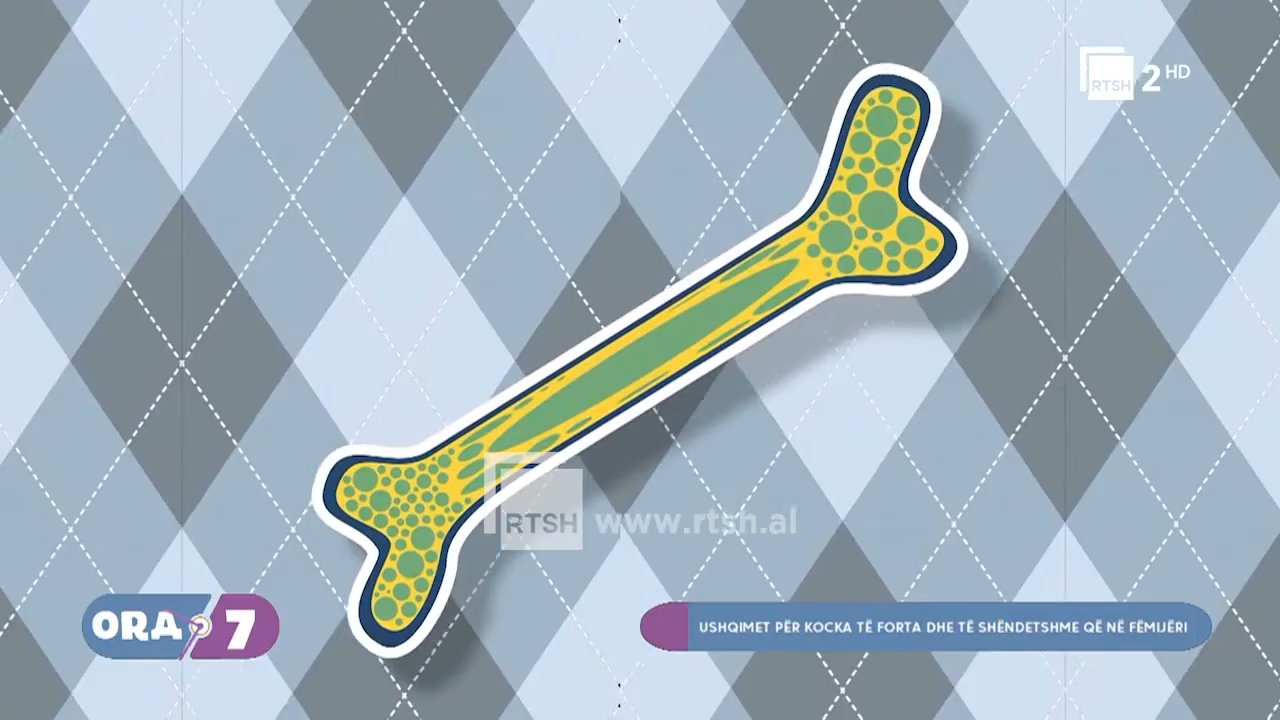 RTSH 2 HD
RTSH www.rtsh.al
ORA 7
USHQIMET PËR KOCKA TË FORTA DHE TË SHËNDETSHME QË NË FËMIJËRI